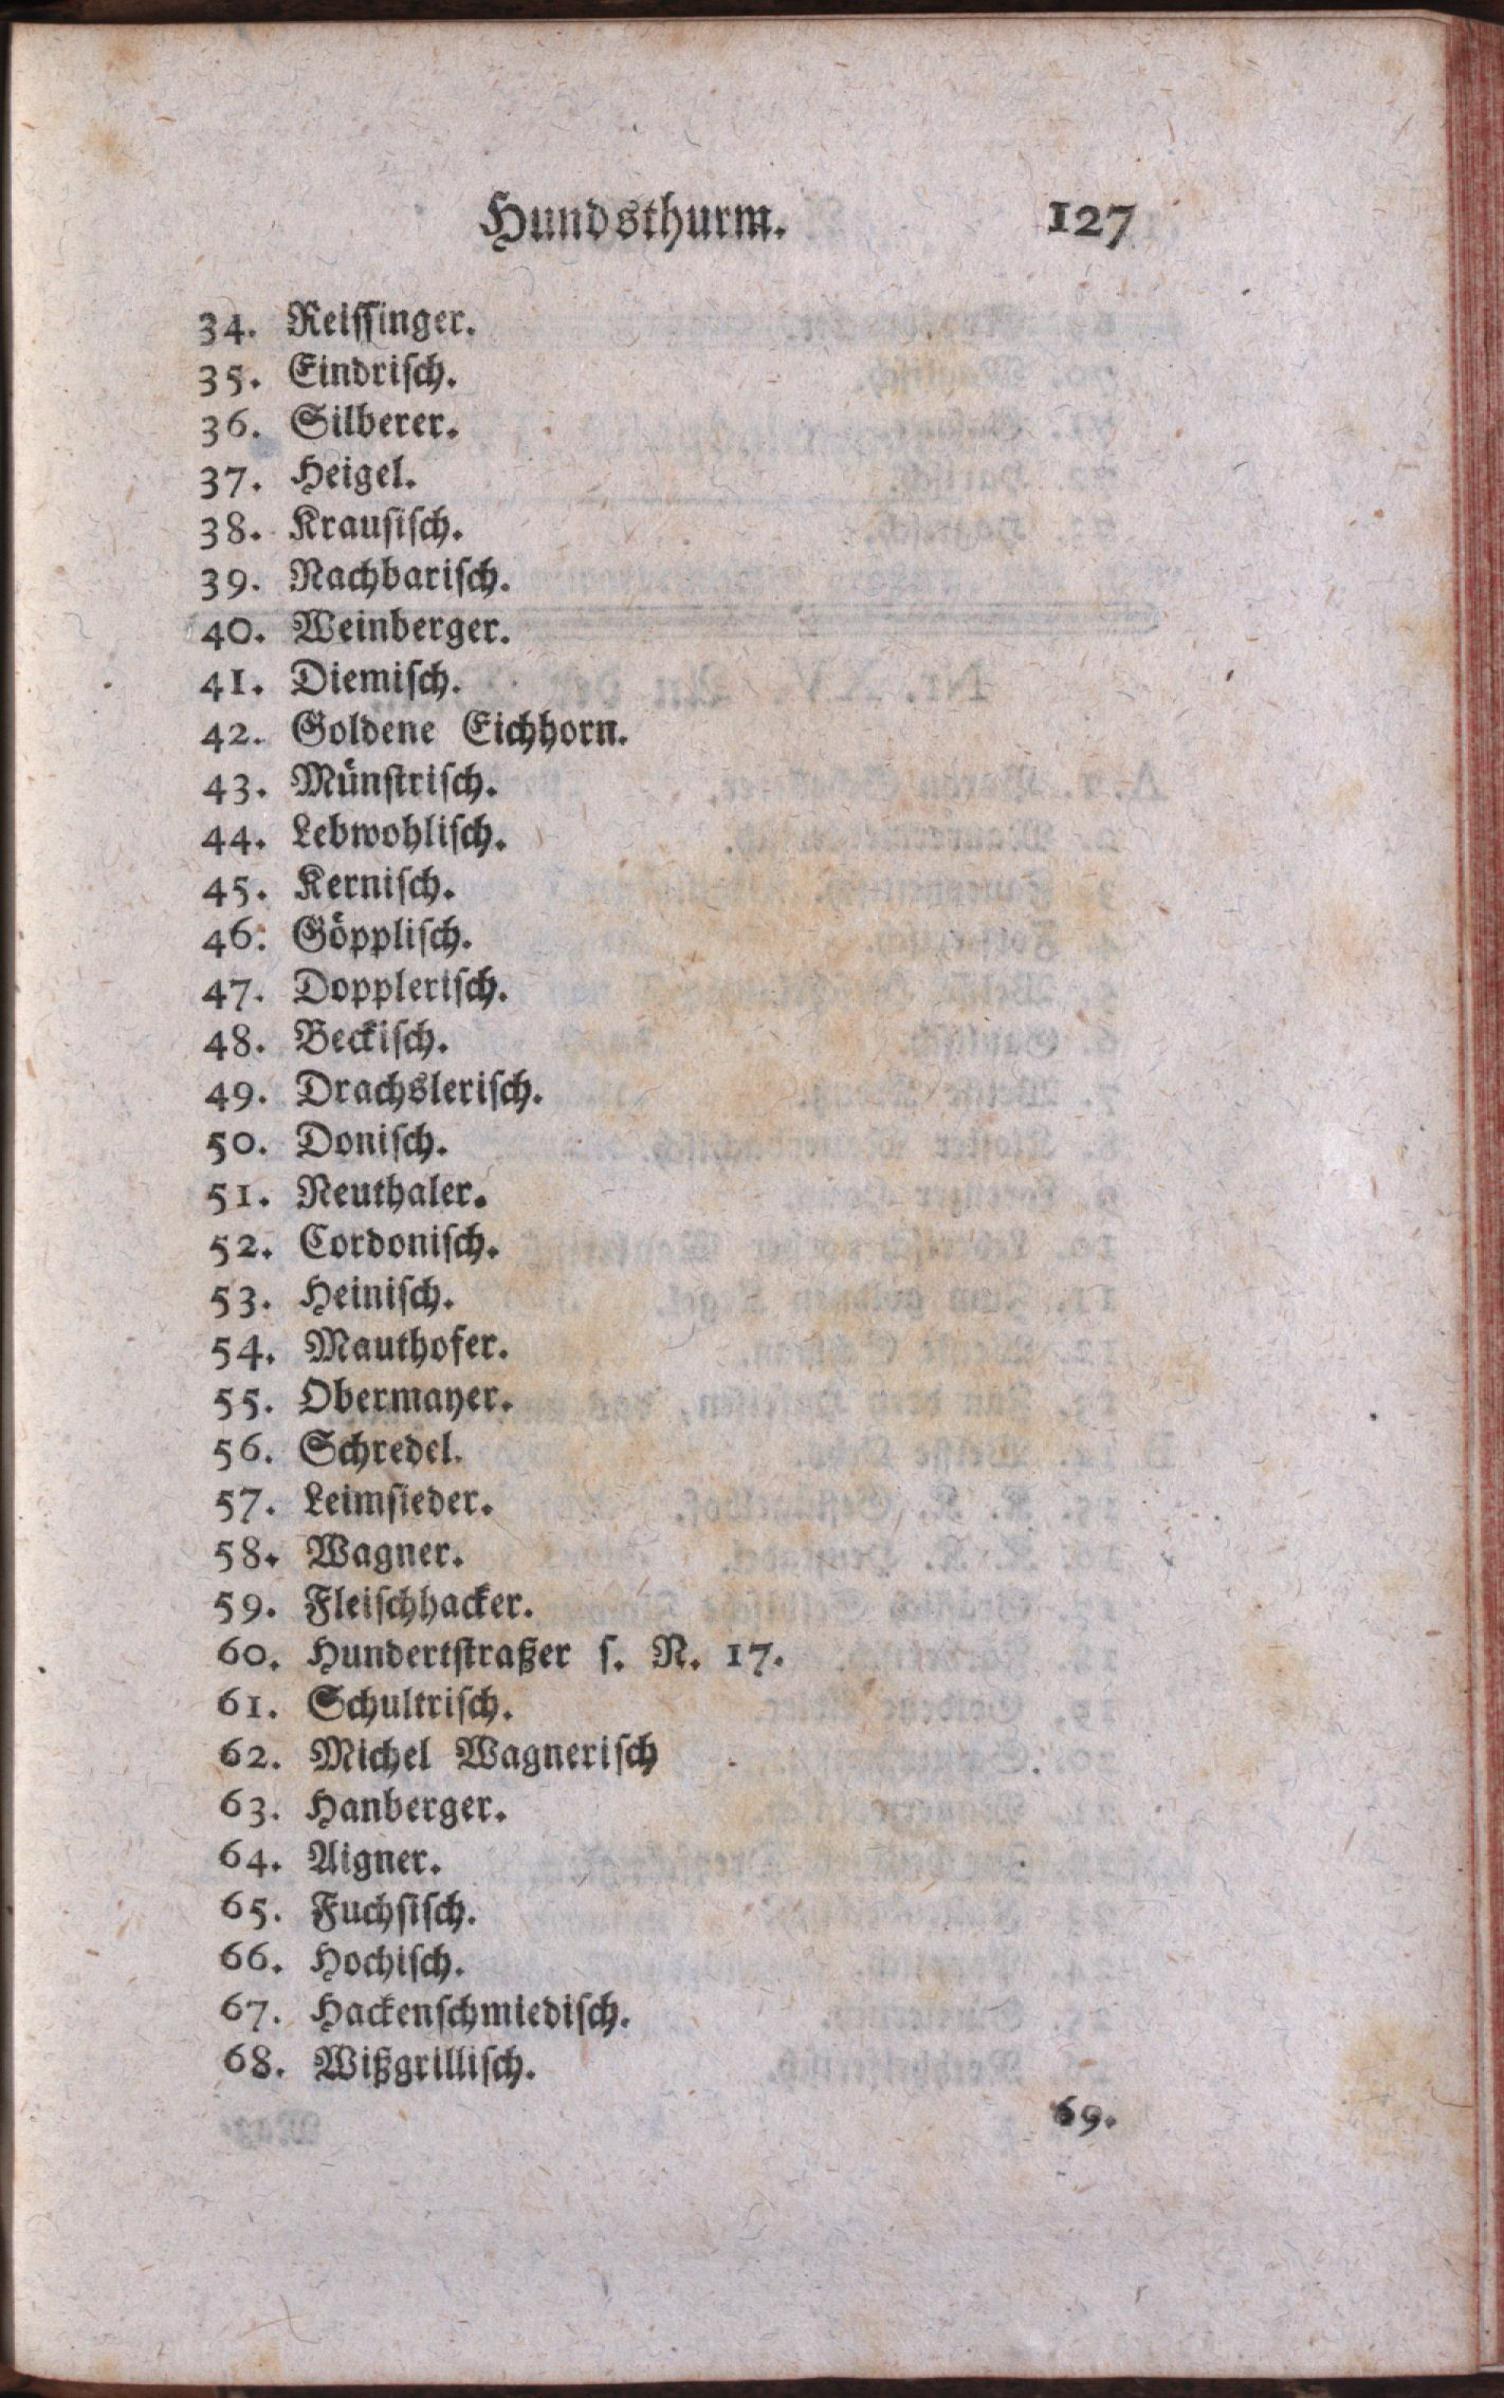 Hundsthurm. 127
34. Reiſſinger.
35. Eindriſch.
36. Silberer.
37. Heigel.
38. Krauſiſch.
39. Nachbariſch.
40. Weinberger.
41. Diemiſch.
42. Goldene Eichhorn.
43. Münſtriſch.
44. Lebwohliſch.
45. Kerniſch.
46. Göppliſch.
47. Doppleriſch.
48. Beckiſch.
49. Drachsleriſch.
50. Doniſch.
51. Neuthaler.
52. Cordoniſch.
53. Heiniſch.
54. Mauthofer.
55. Obermayer.
56. Schredel.
57. Leimſieder.
58. Wagner.
59. Fleiſchhacker.
60. Hundertſtraßer ſ. N. 17.
61. Schultriſch.
62. Michel Wagneriſch
63. Hanberger.
64. Aigner.
65. Fuchſiſch.
66. Hochiſch.
67. Hackenſchmiediſch.
68. Wißgrilliſch.
69.